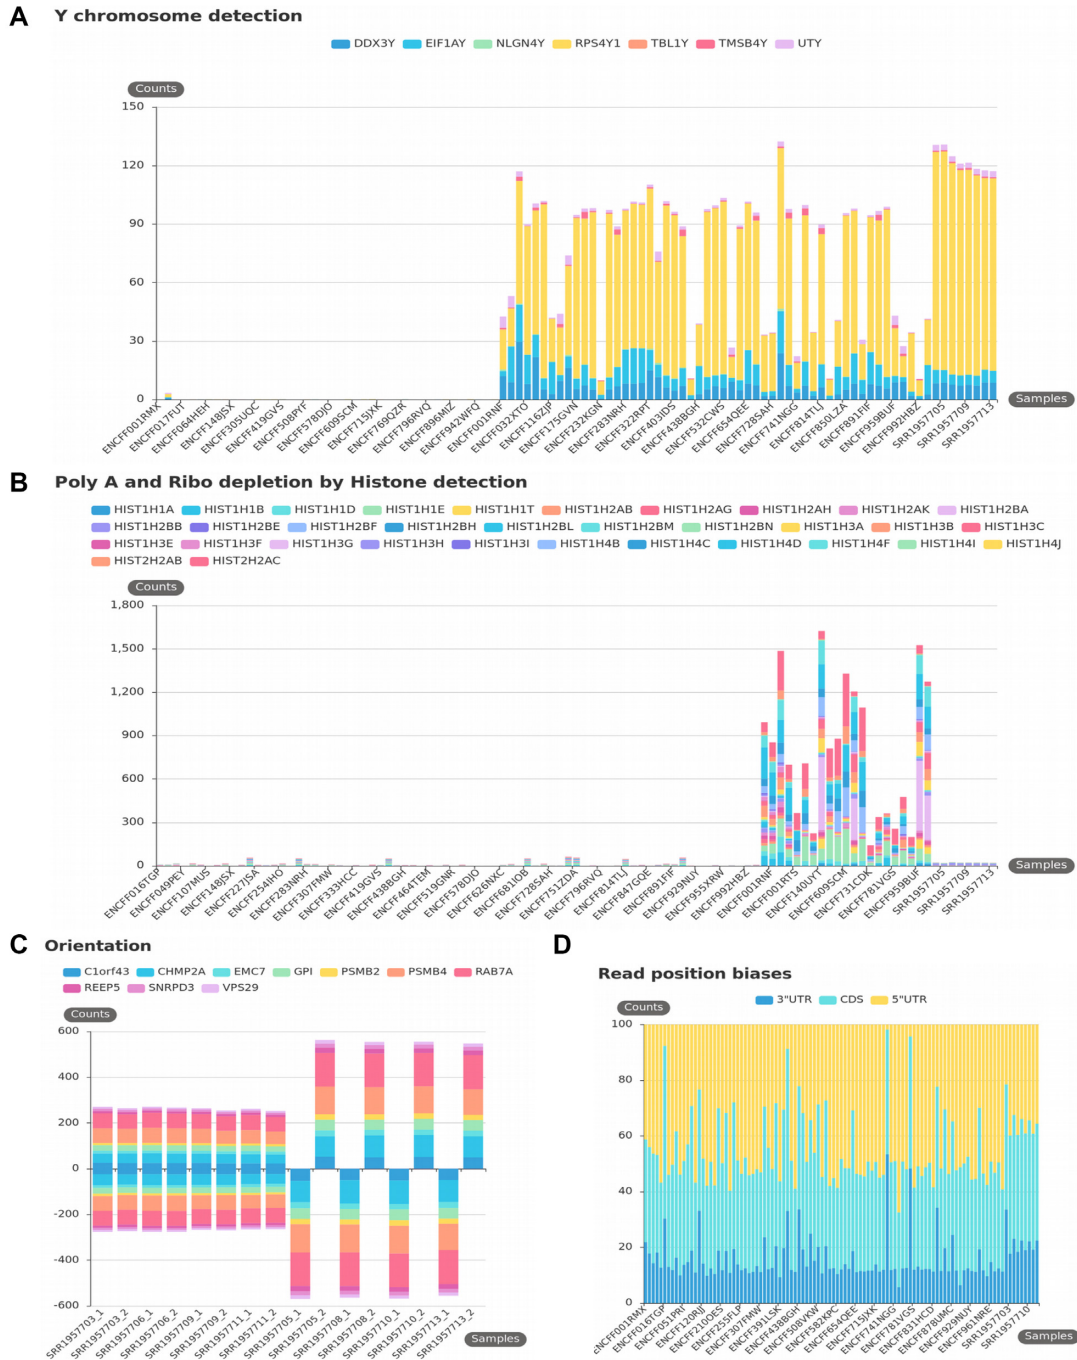 A
Y chromosome detection
DDX3Y EIF1AY NLGN4Y RPS4Y1 TBL1Y TMSB4Y UTY
Counts
150
120
90
60
30
0
Samples
ENCFF001RMX ENCFF017FUT ENCFF064HEH ENCFF148JSX ENCFF305UQC ENCFF419GVS ENCFF508PYF ENCFF578DJO ENCFF609SCM ENCFF715JXK ENCFF769QZR ENCFF796RVQ ENCFF896MIZ ENCFF942WFQ ENCFF001RNF ENCFF032XTO ENCFF116ZJP ENCFF175GVN ENCFF232KGN ENCFF283NRH ENCFF322RPT ENCFF403JDS ENCFF438BGH ENCFF532CWS ENCFF654QEE ENCFF728SAH ENCFF741NGG ENCFF814TLJ ENCFF850LZA ENCFF891FIF ENCFF959BUF ENCFF992HBZ SRR1957705 SRR1957709 SRR1957713
B
Poly A and Ribo depletion by Histone detection
HIST1H1A HIST1H1B HIST1H1D HIST1H1E HIST1H1T HIST1H2AB HIST1H2AG HIST1H2AH HIST1H2AK HIST1H2BA
HIST1H2BB HIST1H2BE HIST1H2BF HIST1H2BH HIST1H2BL HIST1H2BM HIST1H2BN HIST1H3A HIST1H3B HIST1H3C
HIST1H3E HIST1H3F HIST1H3G HIST1H3H HIST1H3I HIST1H4B HIST1H4C HIST1H4D HIST1H4F HIST1H4I HIST1H4J
HIST2H2AB HIST2H2AC
Counts
1,800
1,500
1,200
900
600
300
0
Samples
ENCFF016TGP ENCFF049PEY ENCFF107MUS ENCFF148JSX ENCFF227JSA ENCFF254IHO ENCFF283NRH ENCFF307FMW ENCFF333HCC ENCFF419GVS ENCFF438BGH ENCFF464TEM ENCFF519GNR ENCFF578DJO ENCFF626NXC ENCFF681IOB ENCFF728SAH ENCFF751ZDA ENCFF796RVQ ENCFF814TLJ ENCFF847GQE ENCFF891FIF ENCFF929NUY ENCFF955XRW ENCFF992HBZ ENCFF001RNF ENCFF001RTS ENCFF140UYT ENCFF609SCM ENCFF731CDK ENCFF781VGS ENCFF959BUF SRR1957705 SRR1957709 SRR1957713
C
Orientation
C1orf43 CHMP2A EMC7 GPI PSMB2 PSMB4 RAB7A
REEP5 SNRPD3 VPS29
Counts
600
400
200
0
-200
-400
-600
Samples
SRR1957703_1 SRR1957703_2 SRR1957706_1 SRR1957706_2 SRR1957709_1 SRR1957709_2 SRR1957711_1 SRR1957711_2 SRR1957705_1 SRR1957705_2 SRR1957708_1 SRR1957708_2 SRR1957710_1 SRR1957710_2 SRR1957713_1 SRR1957713_2
D
Read position biases
Counts
3"UTR CDS 5"UTR
100
80
60
40
20
0
Samples
ENCFF001RMX ENCFF016TGP ENCFF051PRI ENCFF120RJJ ENCFF210OES ENCFF255FLP ENCFF307FMW ENCFF391LSK ENCFF438BGH ENCFF508VKW ENCFF582KPC ENCFF654QEE ENCFF715JXK ENCFF741NGG ENCFF781VGS ENCFF831HCD ENCFF878UMC ENCFF929NUY ENCFF961NRE SRR1957703 SRR1957710